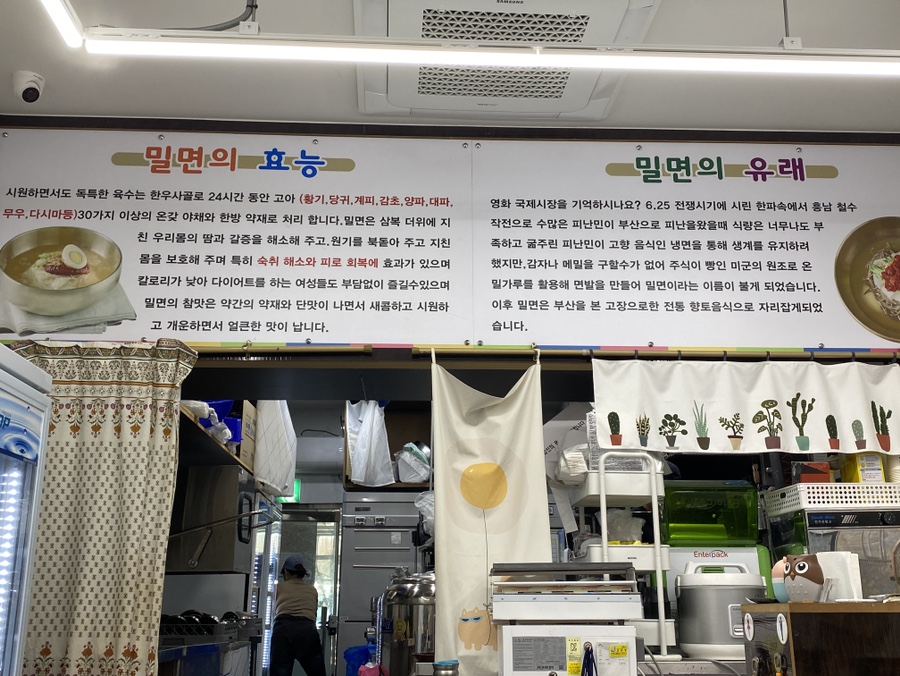 SAMSUNG
밀면의 효능
시원하면서도 독특한 육수는 한우사골로 24시간 동안 고아 (황기,당귀,계피,감초,양파,대파,
무우,다시마등)30가지 이상의 온갖 야채와 한방 약재로 처리 합니다.밀면은 삼복 더위에 지
친 우리몸의 땀과 갈증을 해소해 주고,원기를 북돋아 주고 지친
몸을 보호해 주며 특히 숙취 해소와 피로 회복에 효과가 있으며
칼로리가 낮아 다이어트를 하는 여성들도 부담없이 즐길수있으며
밀면의 참맛은 약간의 약재와 단맛이 나면서 새콤하고 시원하
고 개운하면서 얼큰한 맛이 납니다.
밀면의 유래
영화 국제시장을 기억하시나요? 6.25 전쟁시기에 시린 한파속에서 흥남 철수
작전으로 수많은 피난민이 부산으로 피난을왔을때 식량은 너무나도 부
족하고 굶주린 피난민이 고향 음식인 냉면을 통해 생계를 유지하려
했지만,감자나 메밀을 구할수가 없어 주식이 빵인 미군의 원조로 온
밀가루를 활용해 면발을 만들어 밀면이라는 이름이 불게 되었습니다.
이후 밀면은 부산을 본 고장으로한 전통 향토음식으로 자리잡게되었
습니다.
Enterpack